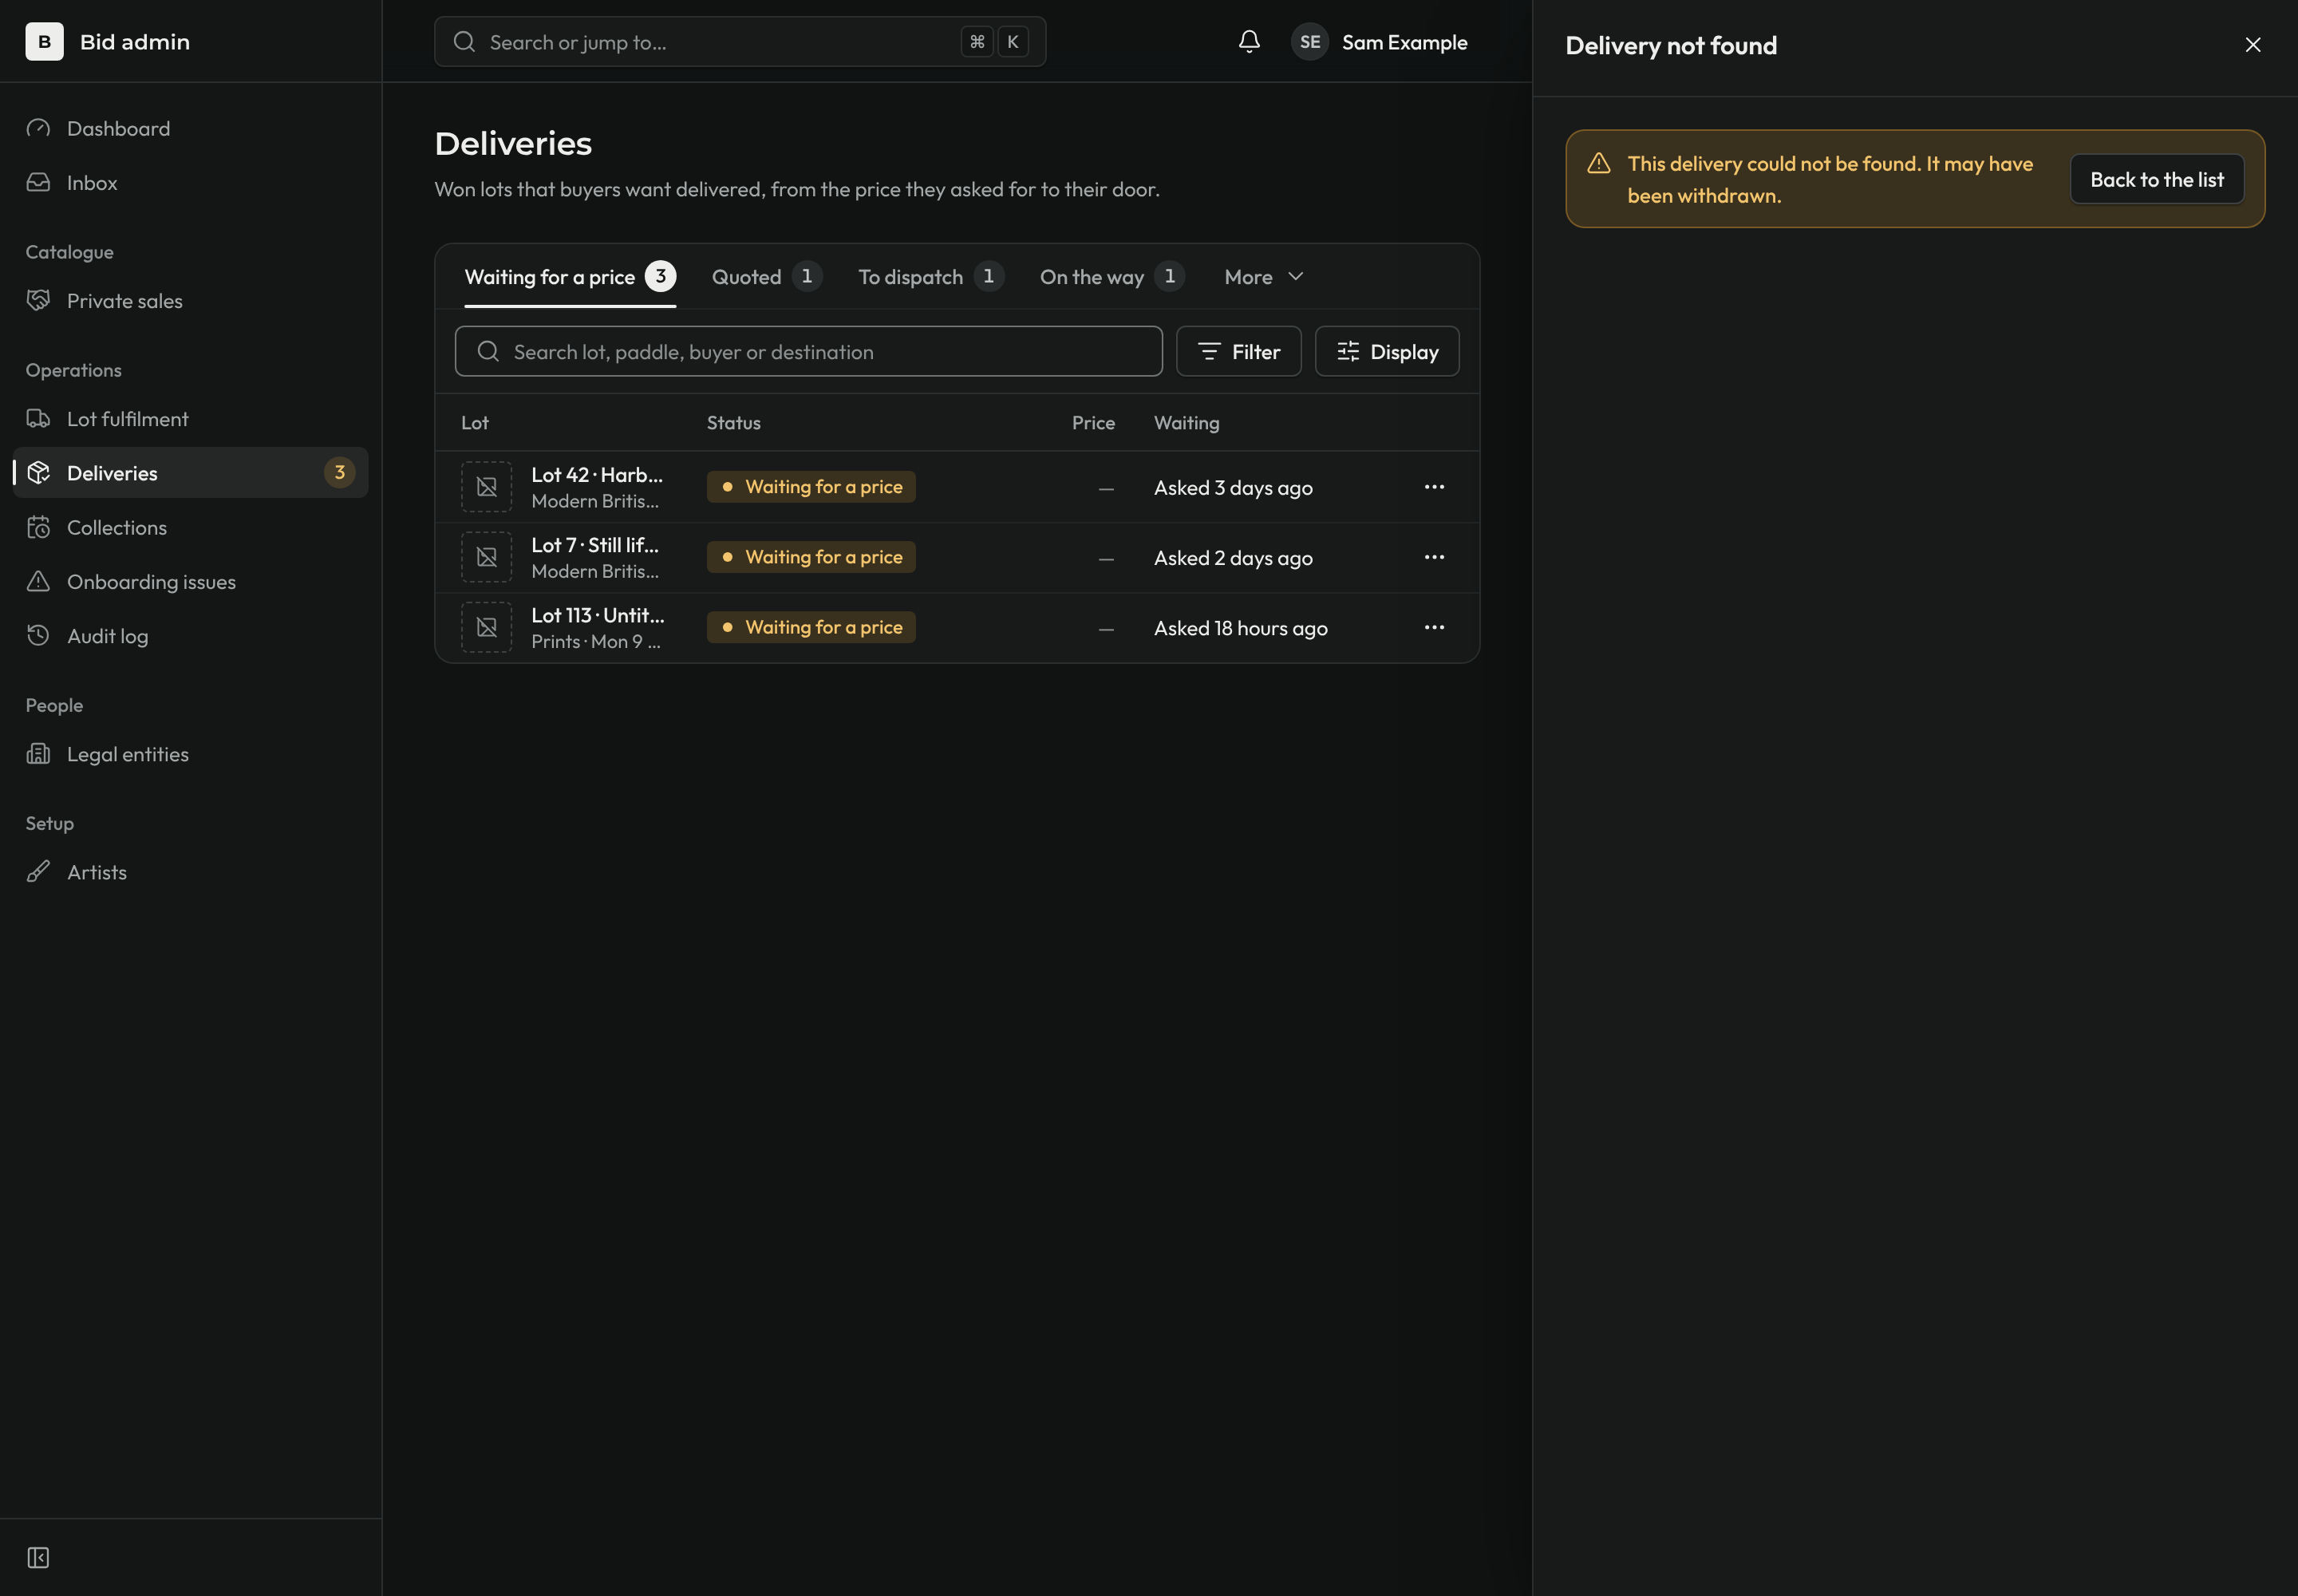 B Bid admin
Search or jump to...
⌘ K
SE Sam Example
Delivery not found
Dashboard
Inbox
Catalogue
Private sales
Operations
Lot fulfilment
Deliveries 3
Collections
Onboarding issues
Audit log
People
Legal entities
Setup
Artists
Deliveries
Won lots that buyers want delivered, from the price they asked for to their door.
Waiting for a price 3 Quoted 1 To dispatch 1 On the way 1 More
Search lot, paddle, buyer or destination
Filter
Display
Lot Status Price Waiting
Lot 42 · Harb...
Modern Britis...
Waiting for a price — Asked 3 days ago
Lot 7 · Still lif...
Modern Britis...
Waiting for a price — Asked 2 days ago
Lot 113 · Untit...
Prints · Mon 9 ...
Waiting for a price — Asked 18 hours ago
This delivery could not be found. It may have
been withdrawn.
Back to the list